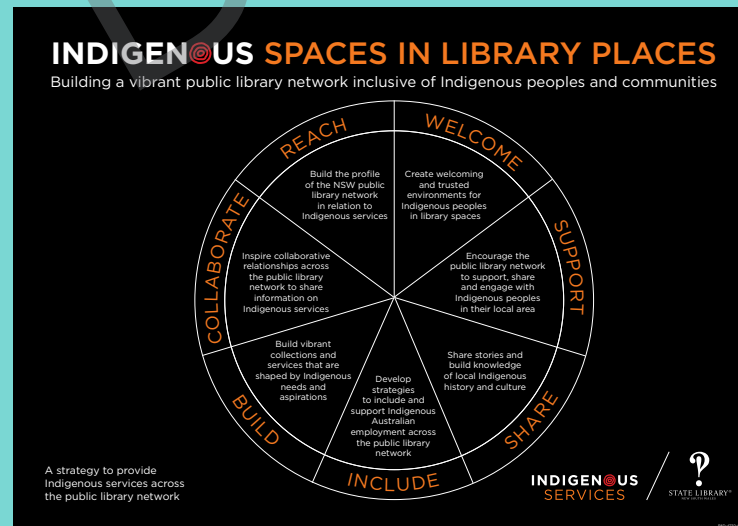 INDIGENOUS SPACES IN LIBRARY PLACES
Building a vibrant public library network inclusive of Indigenous peoples and communities
REACH
Build the profile
of the NSW public
library network
in relation to
Indigenous services
WELCOME
Create welcoming
and trusted
environments for
Indigenous peoples
in library spaces
SUPPORT
Encourage the
public library network
to support, share
and engage with
Indigenous peoples
in their local area
SHARE
Share stories and
build knowledge
of local Indigenous
history and culture
INCLUDE
Develop
strategies
to include and
support Indigenous
Australian
employment across
the public library
network
BUILD
Build vibrant
collections and
services that are
shaped by Indigenous
needs and
aspirations
COLLABORATE
Inspire collaborative
relationships across
the public library
network to share
information on
Indigenous services
A strategy to provide
Indigenous services across
the public library network
INDIGENOUS
SERVICES
STATE LIBRARY®
NEW SOUTH WALES